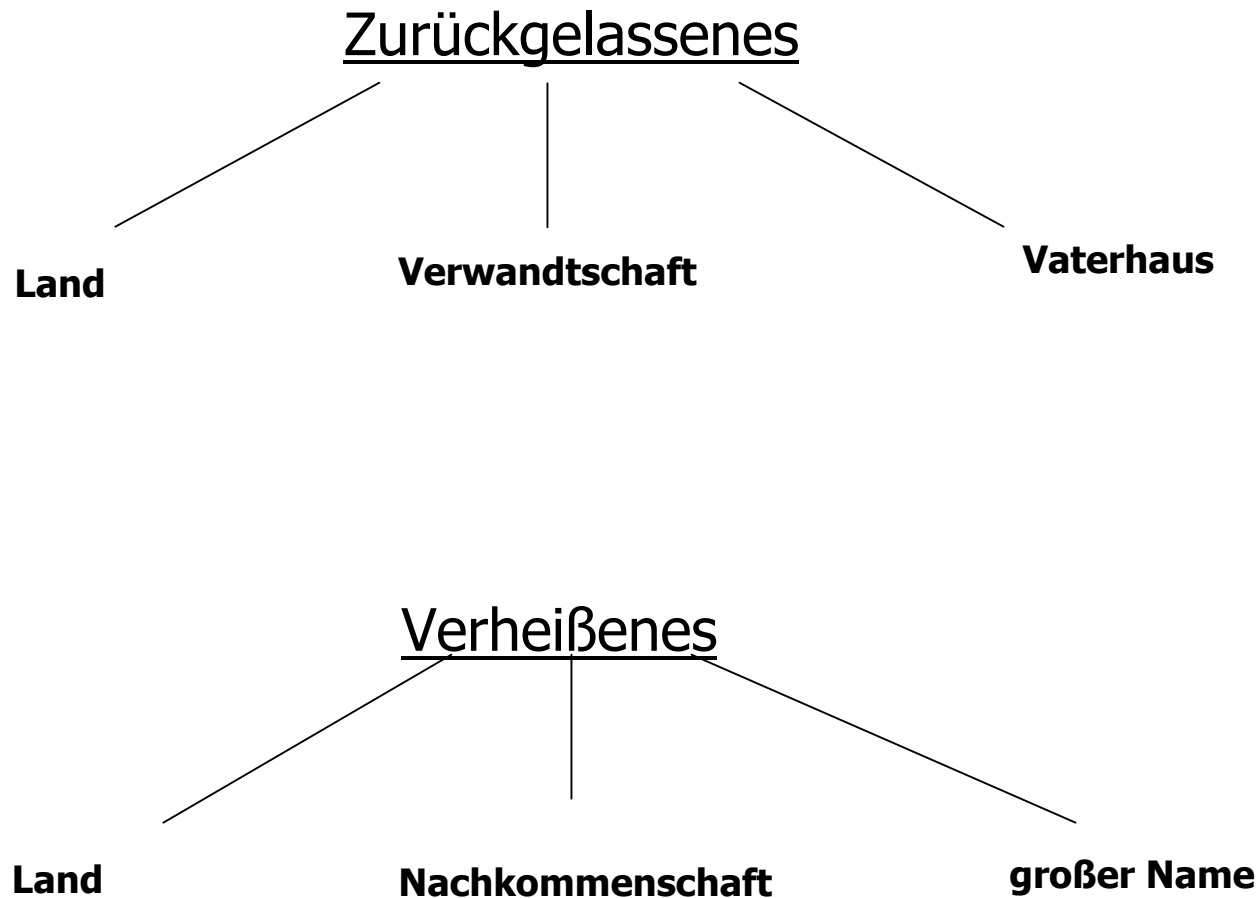 Zurückgelassenes
Land Verwandtschaft Vaterhaus
Verheißenes
Land Nachkommenschaft großer Name